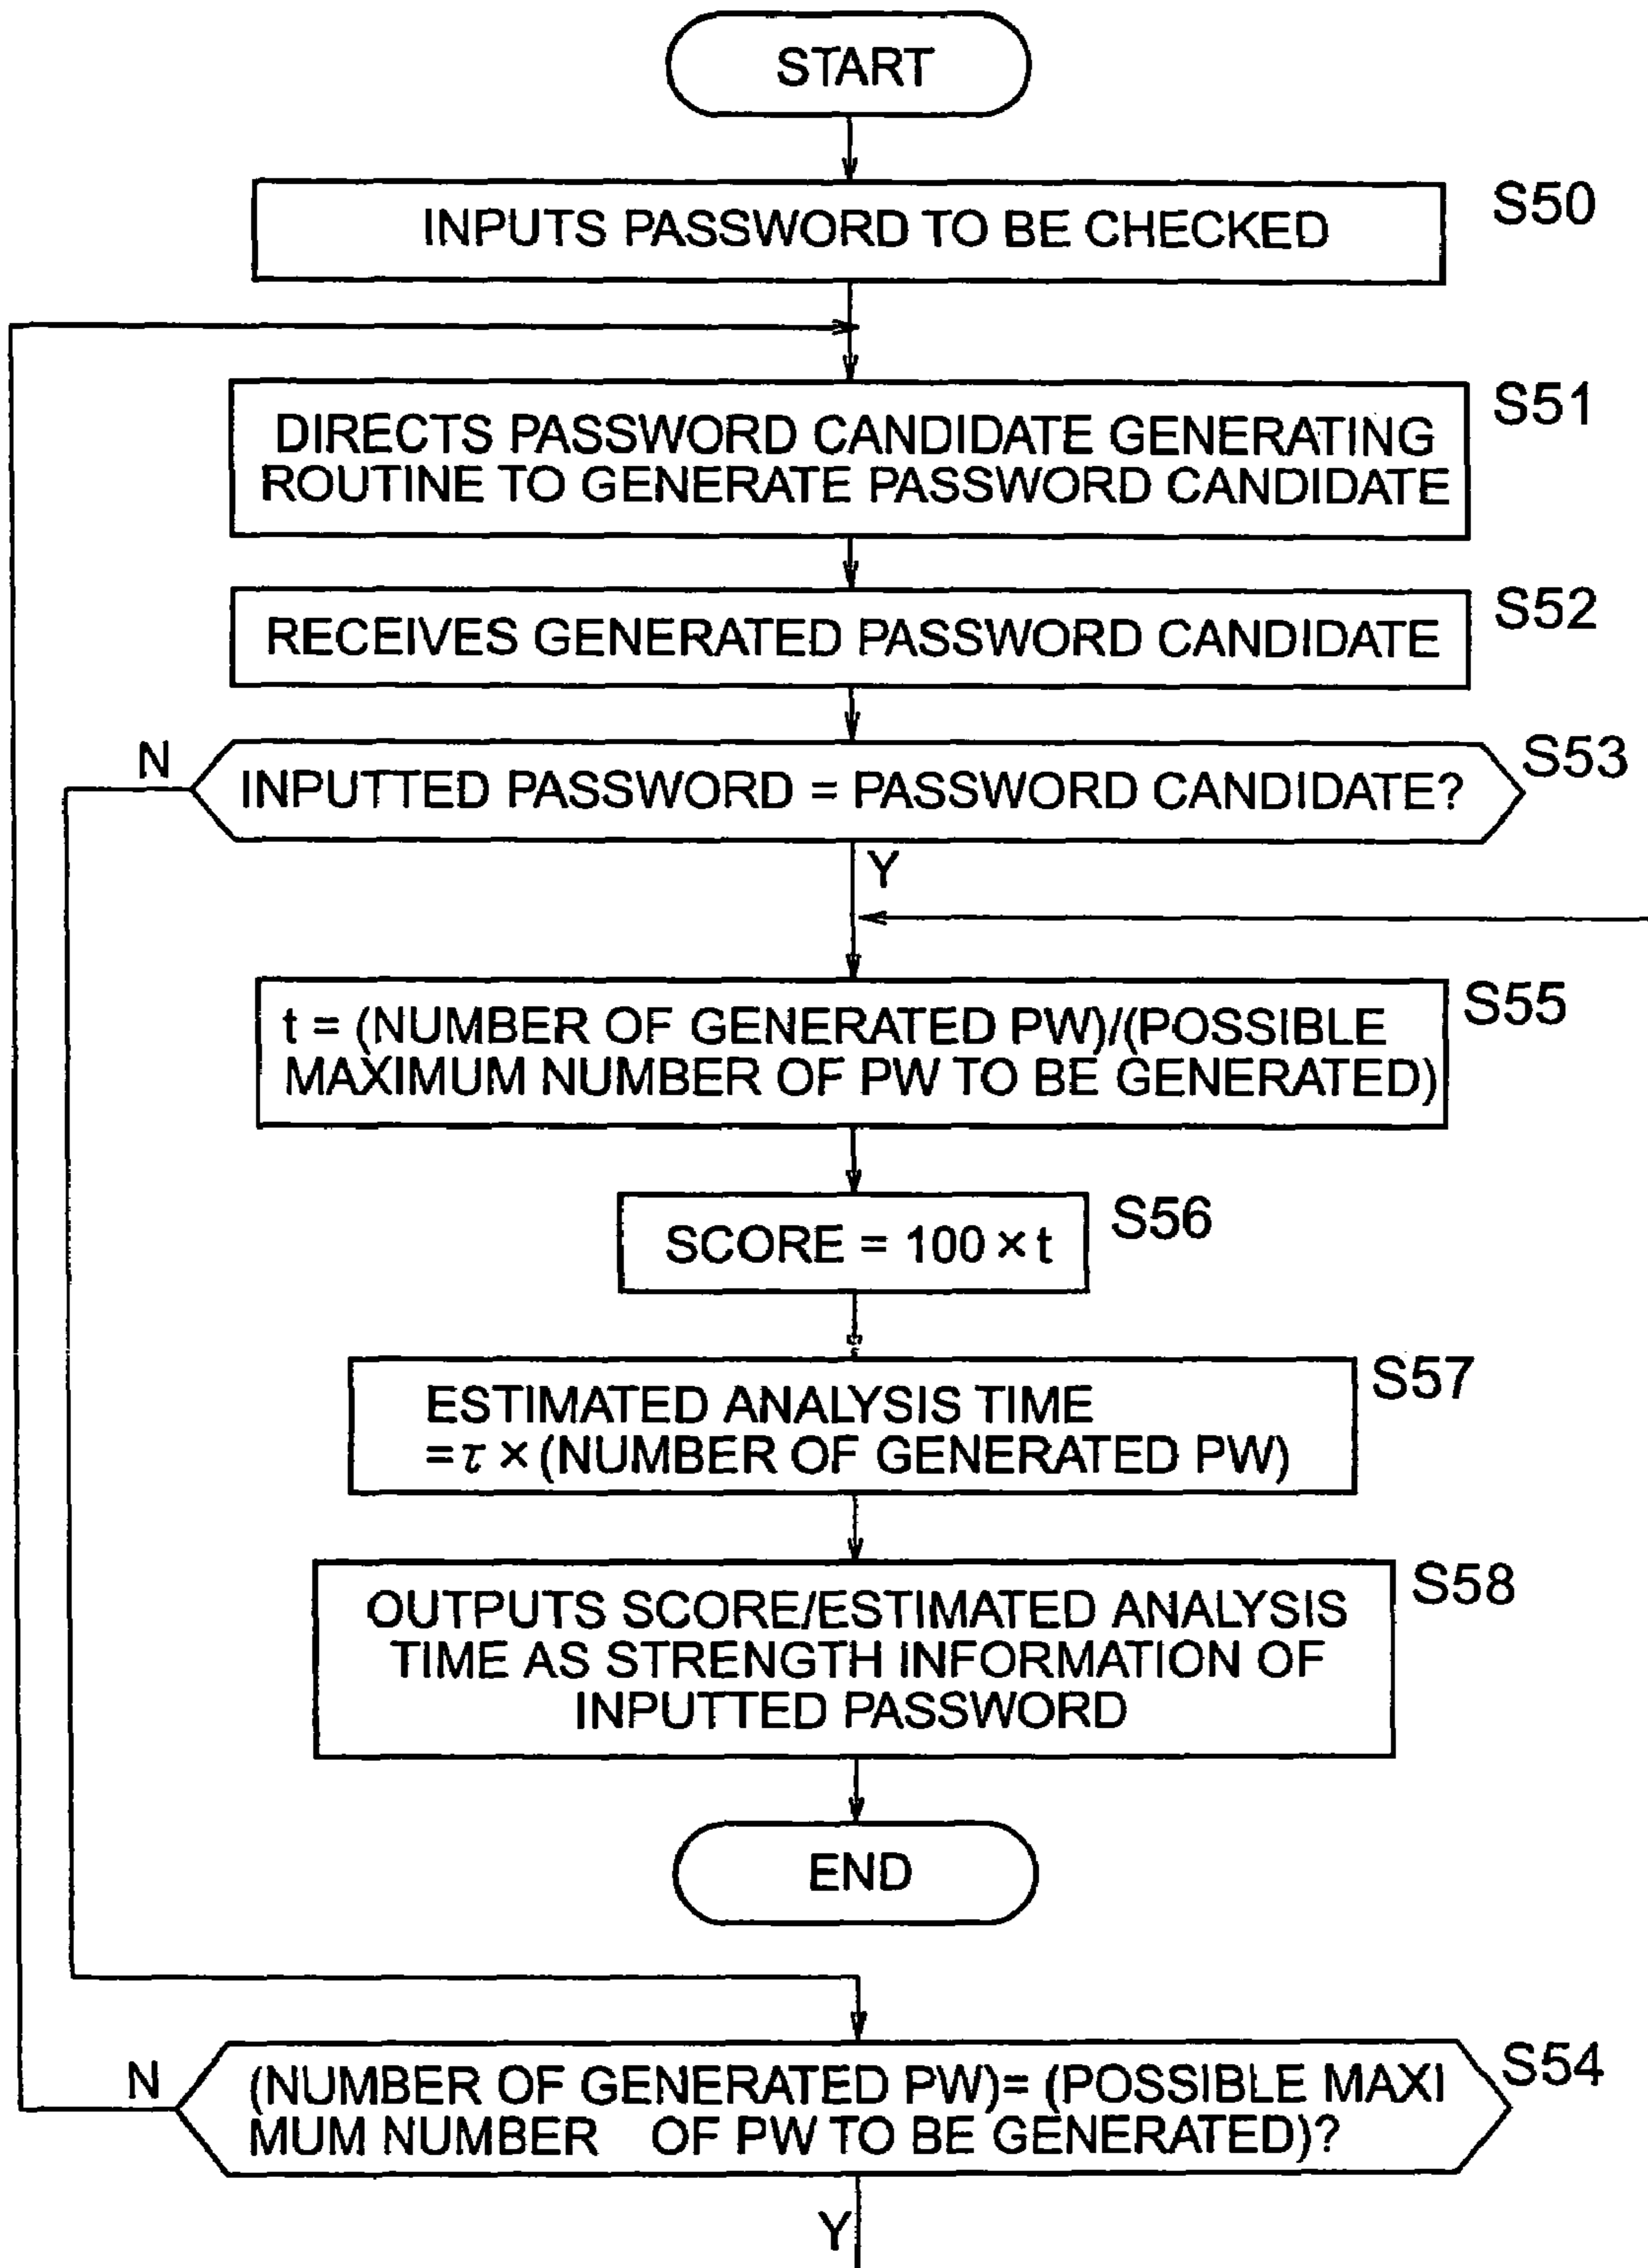 START
INPUTS PASSWORD TO BE CHECKED
S50
DIRECTS PASSWORD CANDIDATE GENERATING
ROUTINE TO GENERATE PASSWORD CANDIDATE
S51
RECEIVES GENERATED PASSWORD CANDIDATE
S52
N
INPUTTED PASSWORD = PASSWORD CANDIDATE?
S53
Y
t = (NUMBER OF GENERATED PW)/(POSSIBLE
MAXIMUM NUMBER OF PW TO BE GENERATED)
S55
SCORE = 100 × t
S56
ESTIMATED ANALYSIS TIME
=τ × (NUMBER OF GENERATED PW)
S57
OUTPUTS SCORE/ESTIMATED ANALYSIS
TIME AS STRENGTH INFORMATION OF
INPUTTED PASSWORD
S58
END
N
(NUMBER OF GENERATED PW)= (POSSIBLE MAXI
MUM NUMBER OF PW TO BE GENERATED)?
S54
Y